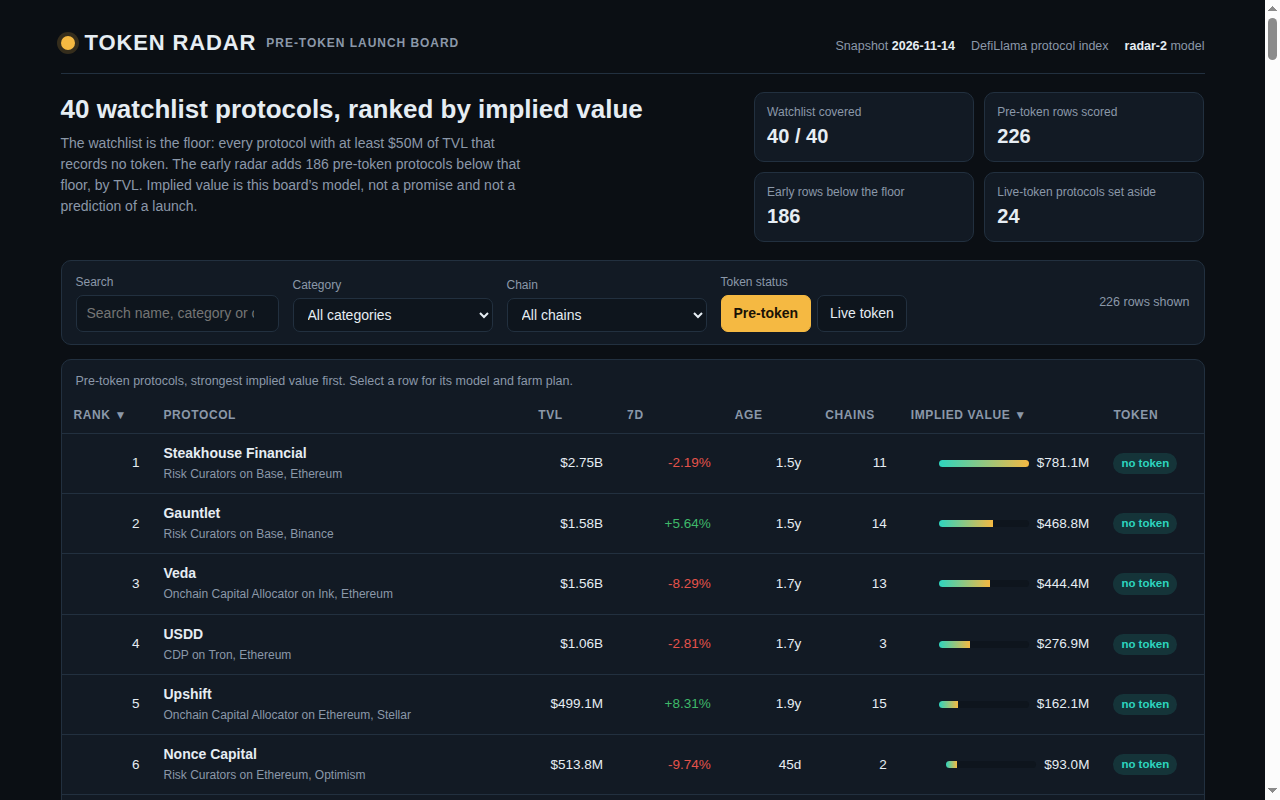 TOKEN RADAR PRE-TOKEN LAUNCH BOARD
Snapshot 2026-11-14 DefiLlama protocol index radar-2 model
40 watchlist protocols, ranked by implied value
The watchlist is the floor: every protocol with at least $50M of TVL that
records no token. The early radar adds 186 pre-token protocols below that
floor, by TVL. Implied value is this board's model, not a promise and not a
prediction of a launch.
Watchlist covered
40 / 40
Pre-token rows scored
226
Early rows below the floor
186
Live-token protocols set aside
24
Search
Search name, category or c
Category
All categories
Chain
All chains
Token status
Pre-token Live token
226 rows shown
Pre-token protocols, strongest implied value first. Select a row for its model and farm plan.
RANK ▼ PROTOCOL TVL 7D AGE CHAINS IMPLIED VALUE ▼ TOKEN
1 Steakhouse Financial $2.75B -2.19% 1.5y 11 $781.1M no token
Risk Curators on Base, Ethereum
2 Gauntlet $1.58B +5.64% 1.5y 14 $468.8M no token
Risk Curators on Base, Binance
3 Veda $1.56B -8.29% 1.7y 13 $444.4M no token
Onchain Capital Allocator on Ink, Ethereum
4 USDD $1.06B -2.81% 1.7y 3 $276.9M no token
CDP on Tron, Ethereum
5 Upshift $499.1M +8.31% 1.9y 15 $162.1M no token
Onchain Capital Allocator on Ethereum, Stellar
6 Nonce Capital $513.8M -9.74% 45d 2 $93.0M no token
Risk Curators on Ethereum, Optimism